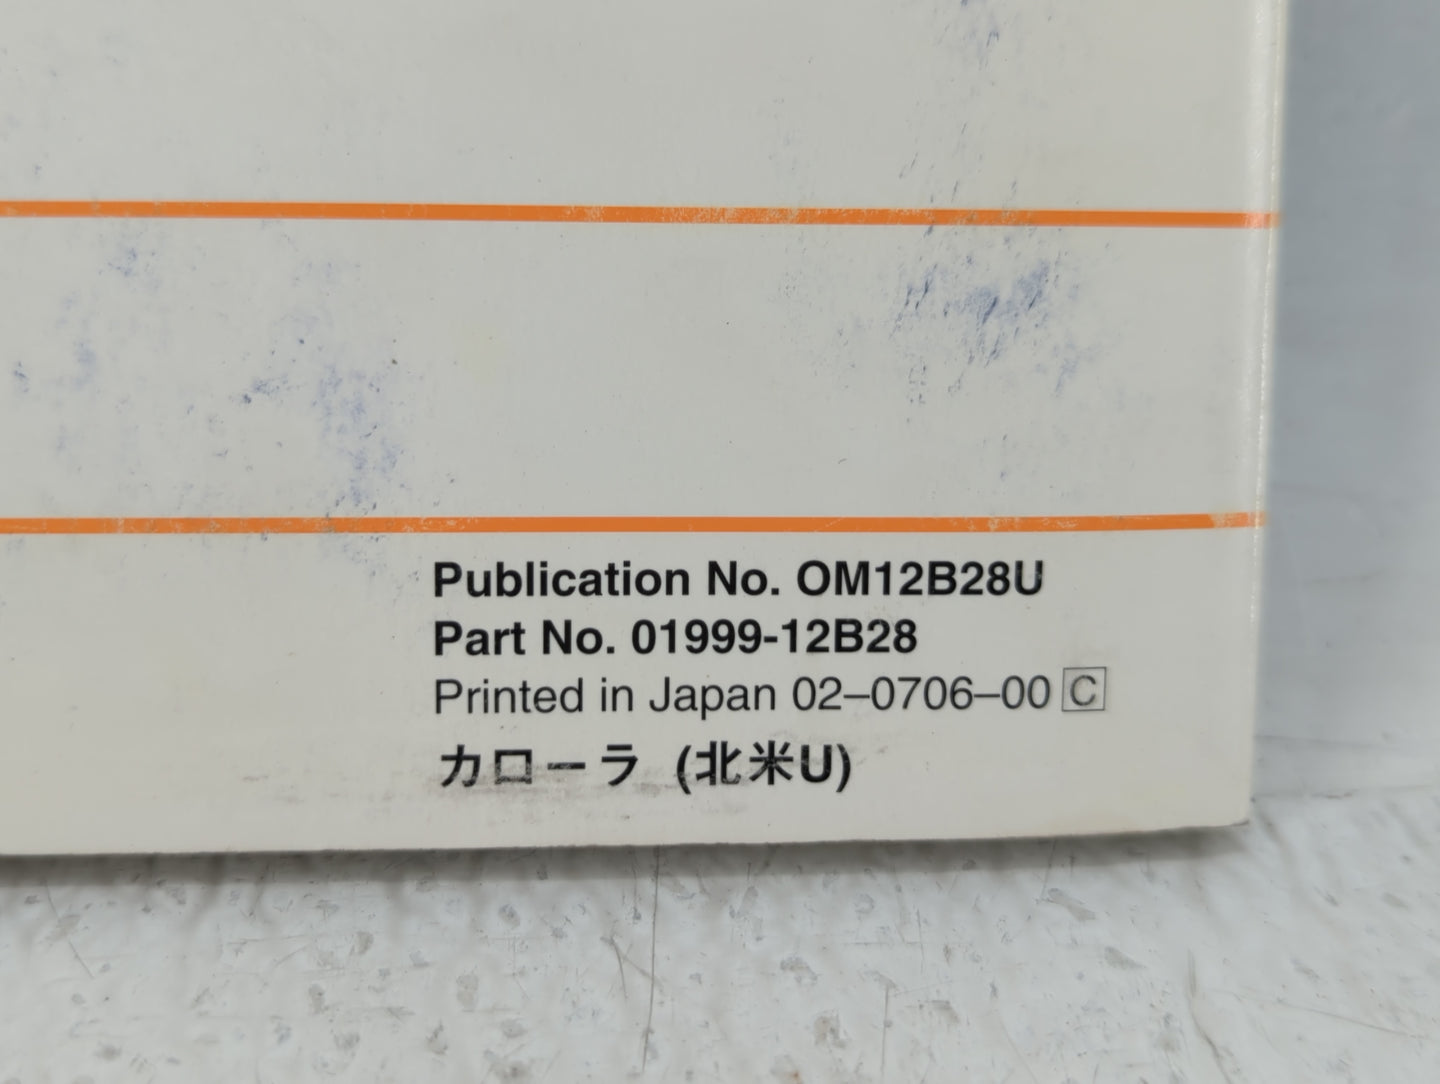 Publication No. OM12B28U
Part No. 01999-12B28
Printed in Japan 02–0706–00 C
カローラ (北米U)